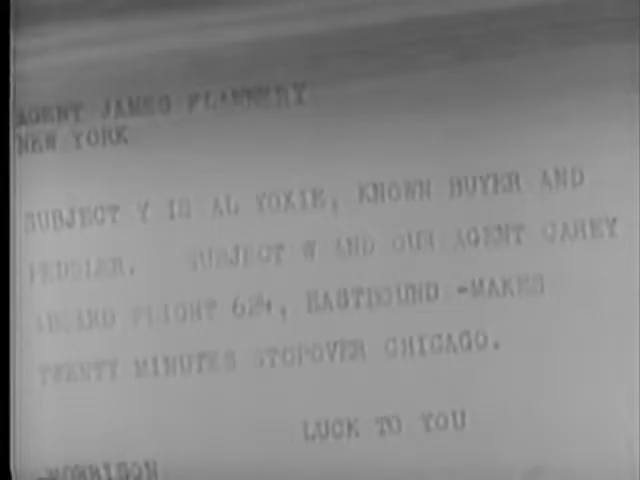 AGENT JAMES FLANNERY
NEW YORK
SUBJECT Y IS AL YOXIE, KNOWN BUYER AND
PEDDLER. SUBJECT W AND OUR AGENT CAREY
ABOARD FLIGHT 624, EASTBOUND -MAKES
TWENTY MINUTES STOPOVER CHICAGO.
LUCK TO YOU
-MORRISON